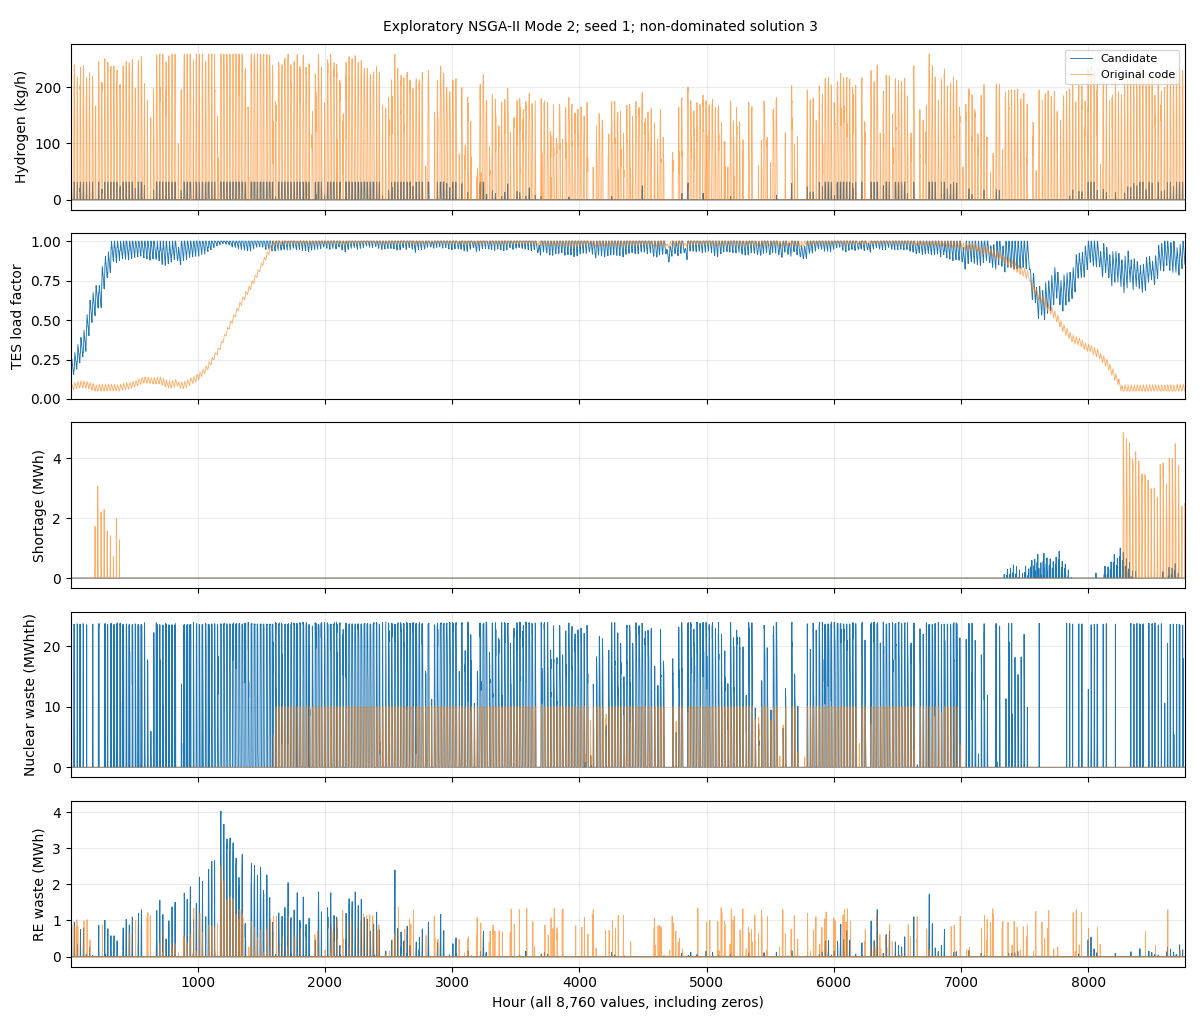 Exploratory NSGA-II Mode 2; seed 1; non-dominated solution 3
Hydrogen (kg/h)
200
100
0
Candidate
Original code
TES load factor
1.00
0.75
0.50
0.25
0.00
Shortage (MWh)
4
2
0
Nuclear waste (MWhth)
20
10
0
RE waste (MWh)
4
3
2
1
0
1000 2000 3000 4000 5000 6000 7000 8000
Hour (all 8,760 values, including zeros)